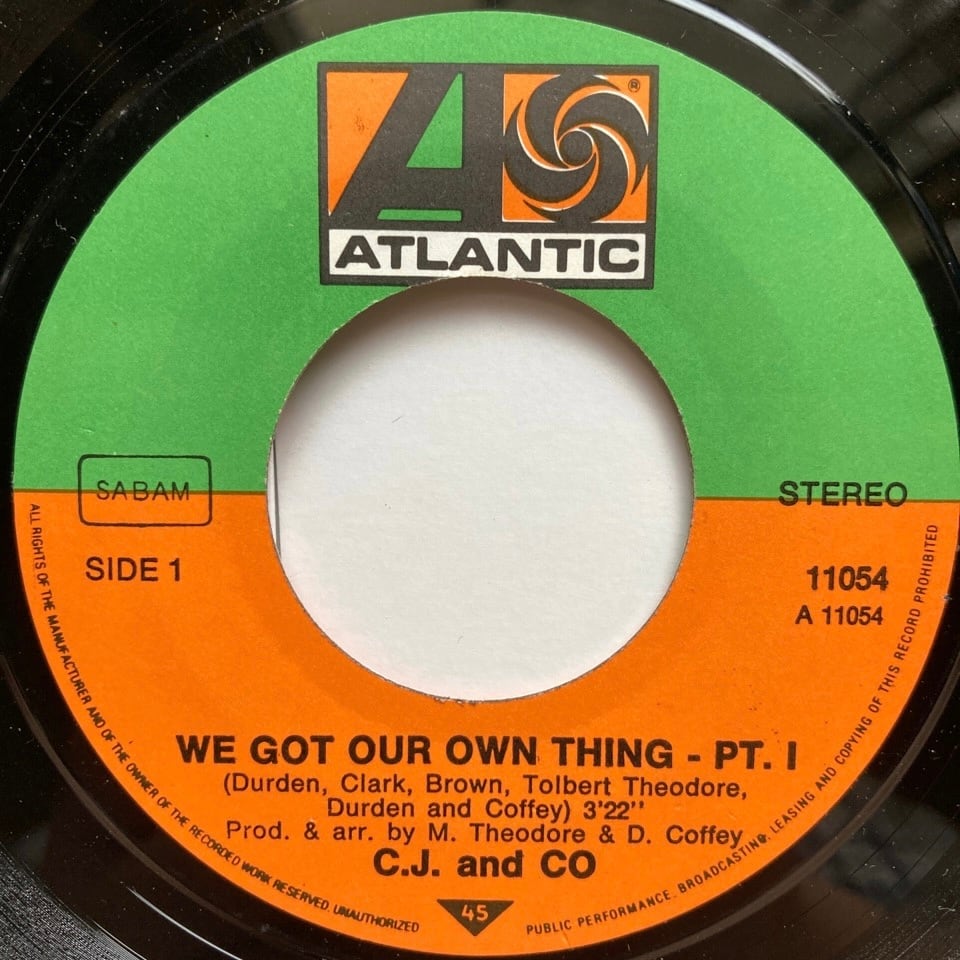 ®
ATLANTIC
SABAM
STEREO
SIDE 1
11054
A 11054
WE GOT OUR OWN THING - PT. I
(Durden, Clark, Brown, Tolbert Theodore,
Durden and Coffey) 3'22''
Prod. & arr. by M. Theodore & D. Coffey
C.J. and CO
45
ALL RIGHTS OF THE MANUFACTURER AND OF THE OWNER OF THE RECORDED WORK RESERVED. UNAUTHORIZED PUBLIC PERFORMANCE. BROADCASTING, LEASING AND COPYING OF THIS RECORD PROHIBITED